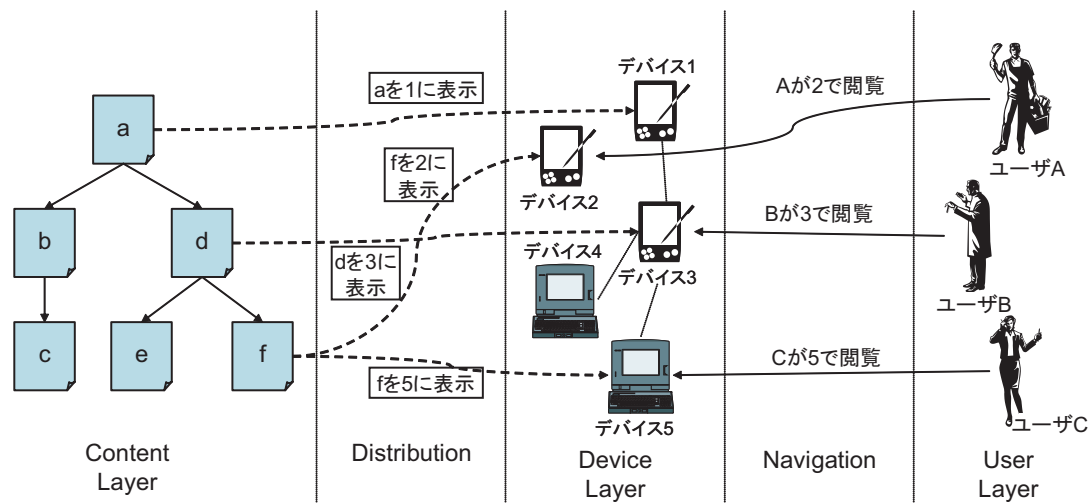 a
b
d
c
e
f
aを1に表示
fを2に
表示
dを3に
表示
fを5に表示
デバイス1
デバイス2
デバイス4
デバイス3
デバイス5
Aが2で閲覧
Bが3で閲覧
Cが5で閲覧
ユーザA
ユーザB
ユーザC
Content
Layer
Distribution
Device
Layer
Navigation
User
Layer